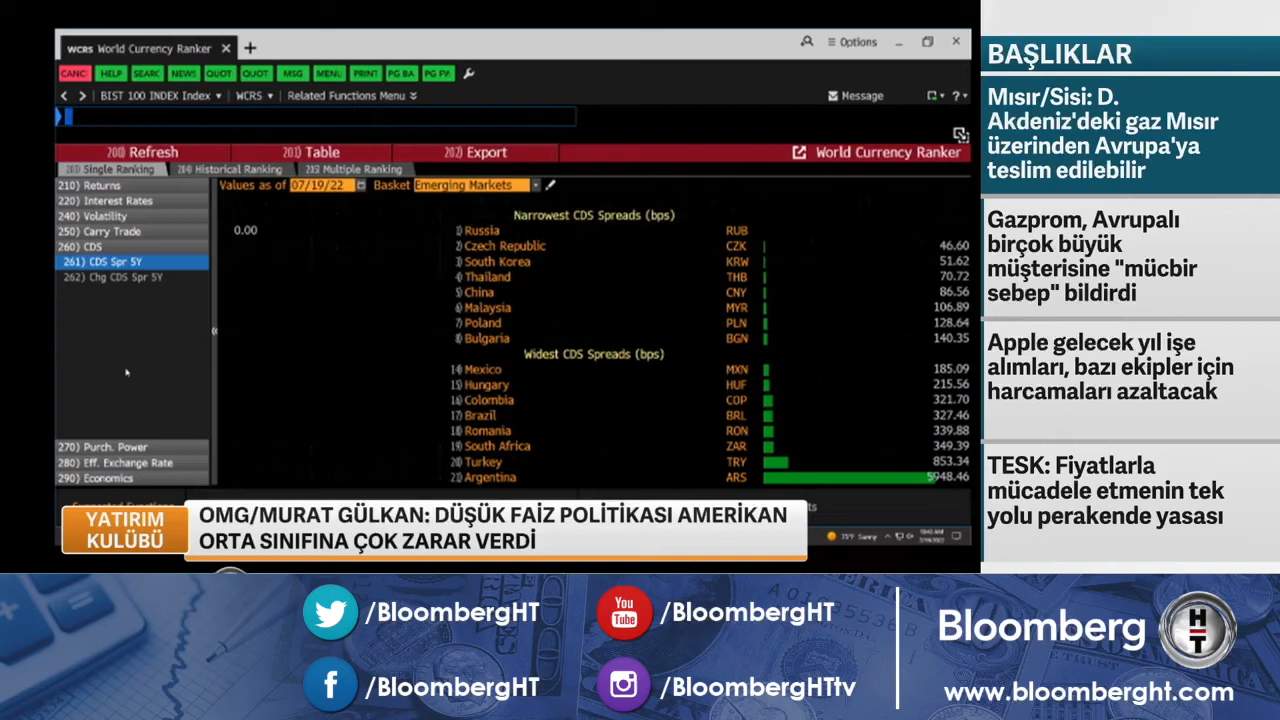 WCRS World Currency Ranker
Options
CANC HELP SEARC NEWS QUOT QUOT MSG MENU PRINT PG BA PG FW
BIST 100 INDEX Index WCRS Related Functions Menu
Message
200) Refresh 201) Table 202) Export World Currency Ranker
Single Ranking Historical Ranking Multiple Ranking
210) Returns
220) Interest Rates
240) Volatility
250) Carry Trade
260) CDS
261) CDS Spr 5Y
262) Chg CDS Spr 5Y
270) Purch. Power
280) Eff. Exchange Rate
290) Economics
Values as of 07/19/22 Basket Emerging Markets
Narrowest CDS Spreads (bps)
0.00 1) Russia RUB
2) Czech Republic CZK 46.60
3) South Korea KRW 51.62
4) Thailand THB 70.72
5) China CNY 86.56
6) Malaysia MYR 106.89
7) Poland PLN 128.64
8) Bulgaria BGN 140.35
Widest CDS Spreads (bps)
14) Mexico MXN 185.09
15) Hungary HUF 215.56
16) Colombia COP 321.70
17) Brazil BRL 327.46
18) Romania RON 339.88
19) South Africa ZAR 349.39
20) Turkey TRY 853.34
21) Argentina ARS 5948.46
YATIRIM
KULÜBÜ
OMG/MURAT GÜLKAN: DÜŞÜK FAİZ POLİTİKASI AMERİKAN
ORTA SINIFINA ÇOK ZARAR VERDİ
BAŞLIKLAR
Mısır/Sisi: D.
Akdeniz'deki gaz Mısır
üzerinden Avrupa'ya
teslim edilebilir
Gazprom, Avrupalı
birçok büyük
müşterisine "mücbir
sebep" bildirdi
Apple gelecek yıl işe
alımları, bazı ekipler için
harcamaları azaltacak
TESK: Fiyatlarla
mücadele etmenin tek
yolu perakende yasası
/BloombergHT
You Tube /BloombergHT
/BloombergHT
/BloombergHTtv
Bloomberg HT
www.bloomberght.com